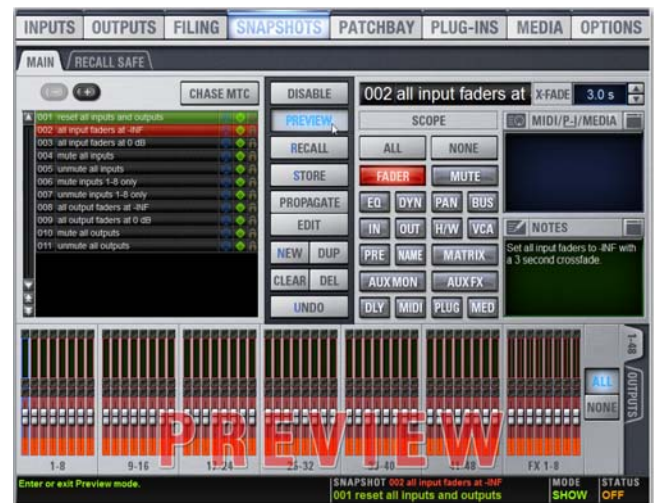 INPUTS OUTPUTS FILING SNAPSHOTS PATCHBAY PLUG-INS MEDIA OPTIONS
MAIN RECALL SAFE
CHASE MTC
001 reset all inputs and outputs
002 all input faders at -INF
003 all input faders at 0 dB
004 mute all inputs
005 unmute all inputs
006 mute inputs 1-8 only
007 unmute inputs 1-8 only
008 all output faders at -INF
009 all output faders at 0 dB
010 mute all outputs
011 unmute all outputs
DISABLE
PREVIEW
RECALL
STORE
PROPAGATE
EDIT
NEW DUP
CLEAR DEL
UNDO
002 all input faders at X-FADE 3.0 s
SCOPE
ALL NONE
FADER MUTE
EQ DYN PAN BUS
IN OUT H/W VCA
PRE NAME MATRIX
AUX MON AUX FX
DLY MIDI PLUG MED
MIDI/P-J/MEDIA
NOTES
Set all input faders to -INF with
a 3 second crossfade.
1-48
OUTPUTS
ALL
NONE
PREVIEW
1-8 9-16 17-24 25-32 33-40 41-48 FX 1-8
Enter or exit Preview mode.
SNAPSHOT 002 all input faders at -INF
001 reset all inputs and outputs
MODE
SHOW
STATUS
OFF